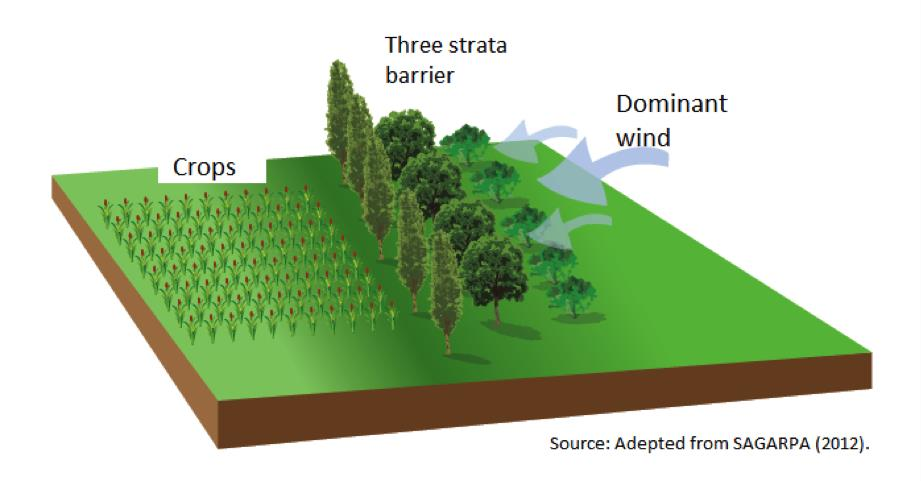 Three strata
barrier
Dominant
wind
Crops
Source: Adepted from SAGARPA (2012).